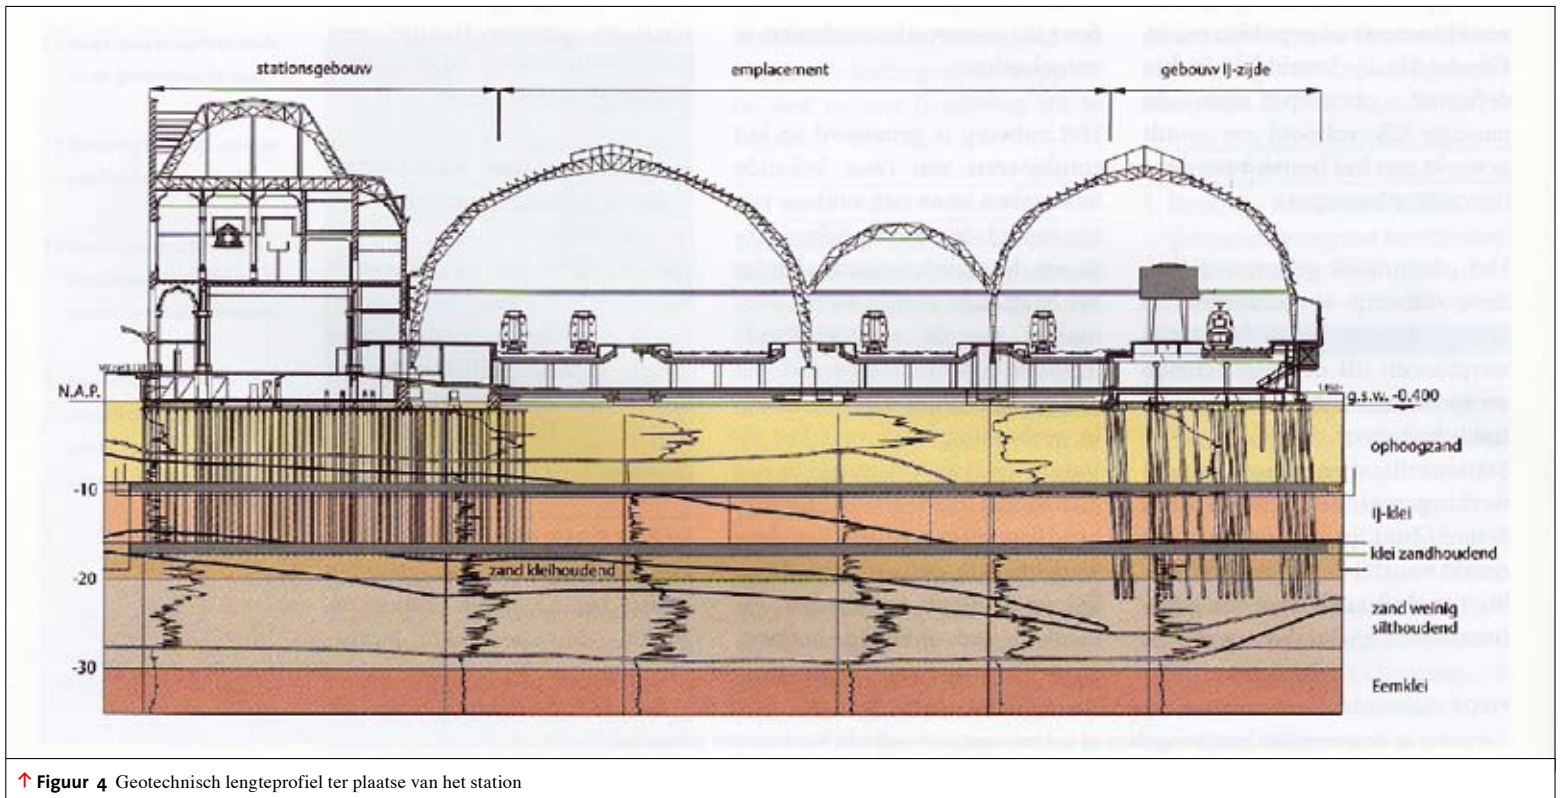 stationsgebouw
emplacement
gebouw IJ-zijde
N.A.P.
g.s.w. -0.400
ophoogzand
-10
IJ-klei
klei zandhoudend
zand kleihoudend
-20
zand weinig
silthoudend
-30
Eemklei
↑ Figuur 4 Geotechnisch lengteprofiel ter plaatse van het station